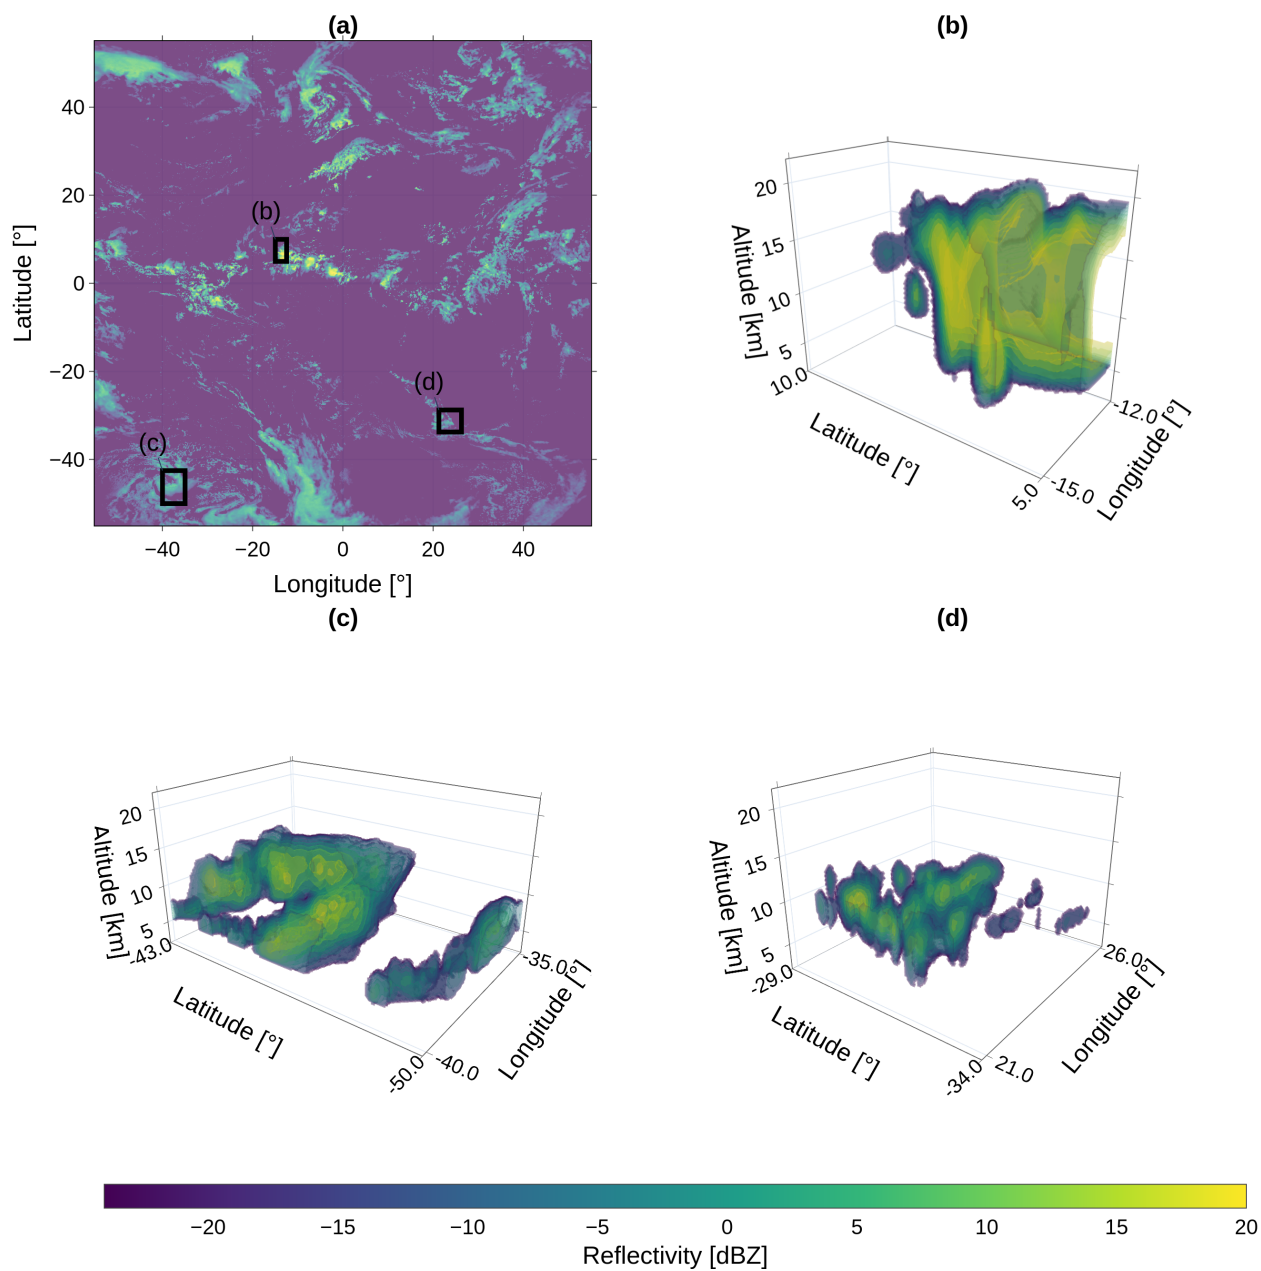 (a)
(b)
40
20
0
−20
−40
−40
−20
0
20
40
Latitude [°]
Longitude [°]
(b)
(c)
(d)
20
15
10
5
Altitude [km]
10.0
5.0
Latitude [°]
-12.0
-15.0
Longitude [°]
(c)
(d)
20
15
10
5
Altitude [km]
-43.0
-50.0
Latitude [°]
-35.0
-40.0
Longitude [°]
20
15
10
5
Altitude [km]
-29.0
-34.0
Latitude [°]
26.0
21.0
Longitude [°]
−20
−15
−10
−5
0
5
10
15
20
Reflectivity [dBZ]